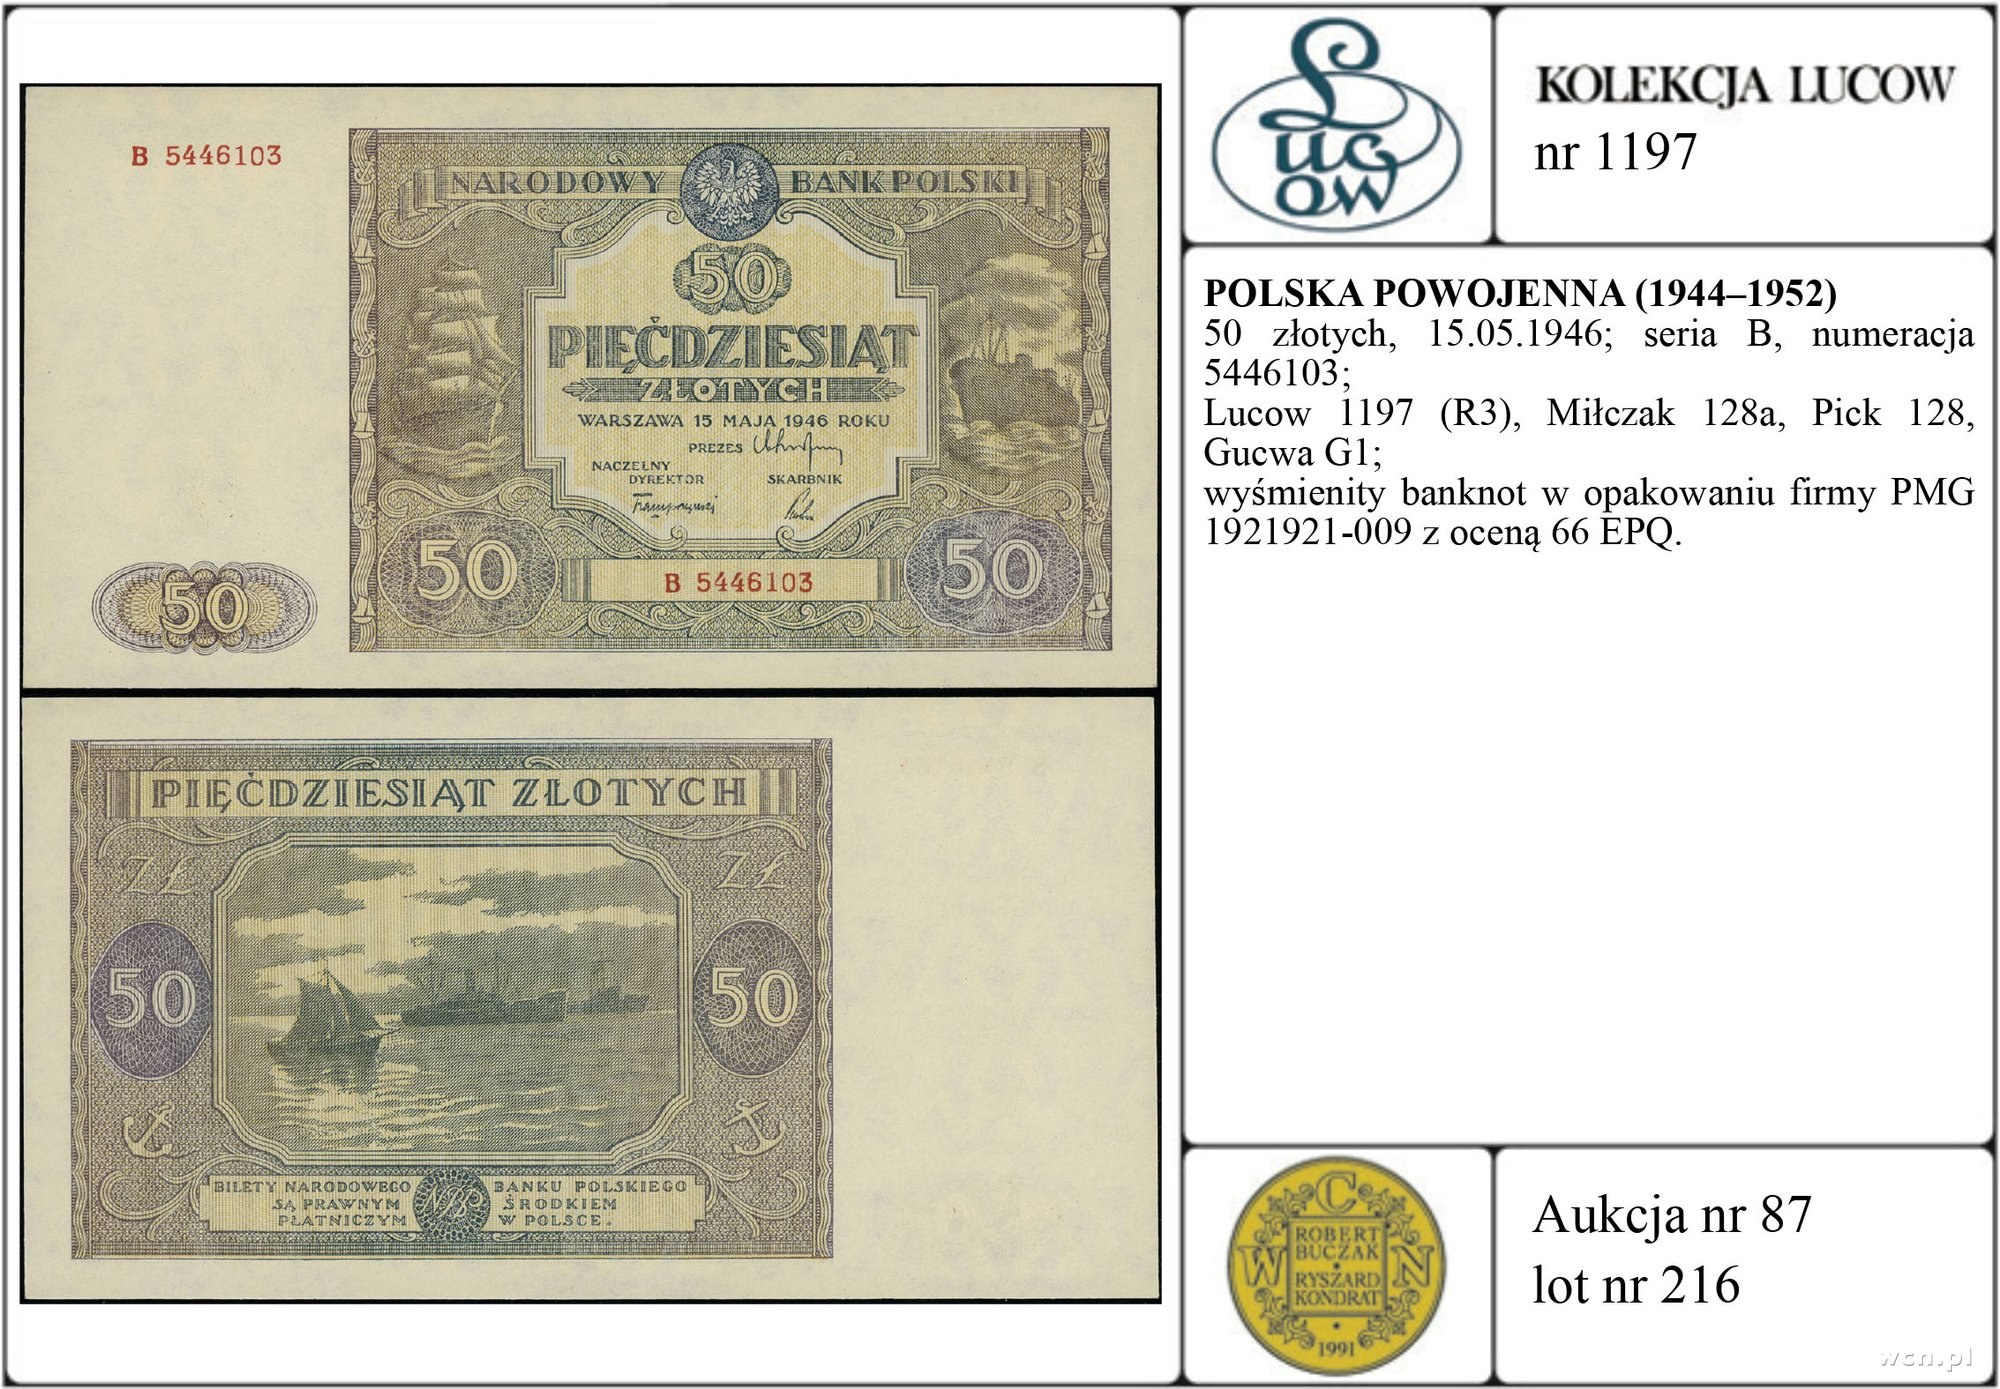 B 5446103
NARODOWY BANK POLSKI
50
PIĘĆDZIESIĄT
ZŁOTYCH
WARSZAWA 15 MAJA 1946 ROKU
PREZES
NACZELNY
DYREKTOR SKARBNIK
50 50
B 5446103
50
PIĘĆDZIESIĄT ZŁOTYCH
ZŁ ZŁ
50 50
BILETY NARODOWEGO BANKU POLSKIEGO
SĄ PRAWNYM ŚRODKIEM
PŁATNICZYM W POLSCE.
NBP
Lucow
KOLEKCJA LUCOW
nr 1197
POLSKA POWOJENNA (1944–1952)
50 złotych, 15.05.1946; seria B, numeracja
5446103;
Lucow 1197 (R3), Miłczak 128a, Pick 128,
Gucwa G1;
wyśmienity banknot w opakowaniu firmy PMG
1921921-009 z oceną 66 EPQ.
C
W N
ROBERT
BUCZAK
RYSZARD
KONDRAT
1991
Aukcja nr 87
lot nr 216
wcn.pl